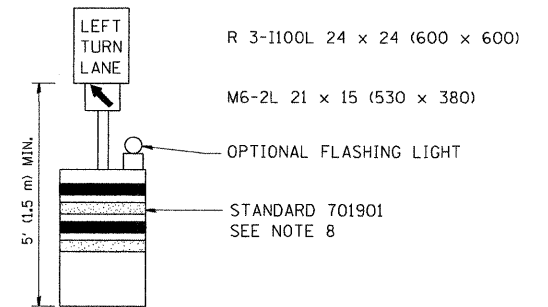 LEFT
TURN
LANE
R 3-I100L 24 x 24 (600 x 600)
M6-2L 21 x 15 (530 x 380)
OPTIONAL FLASHING LIGHT
5' (1.5 m) MIN.
STANDARD 701901
SEE NOTE 8